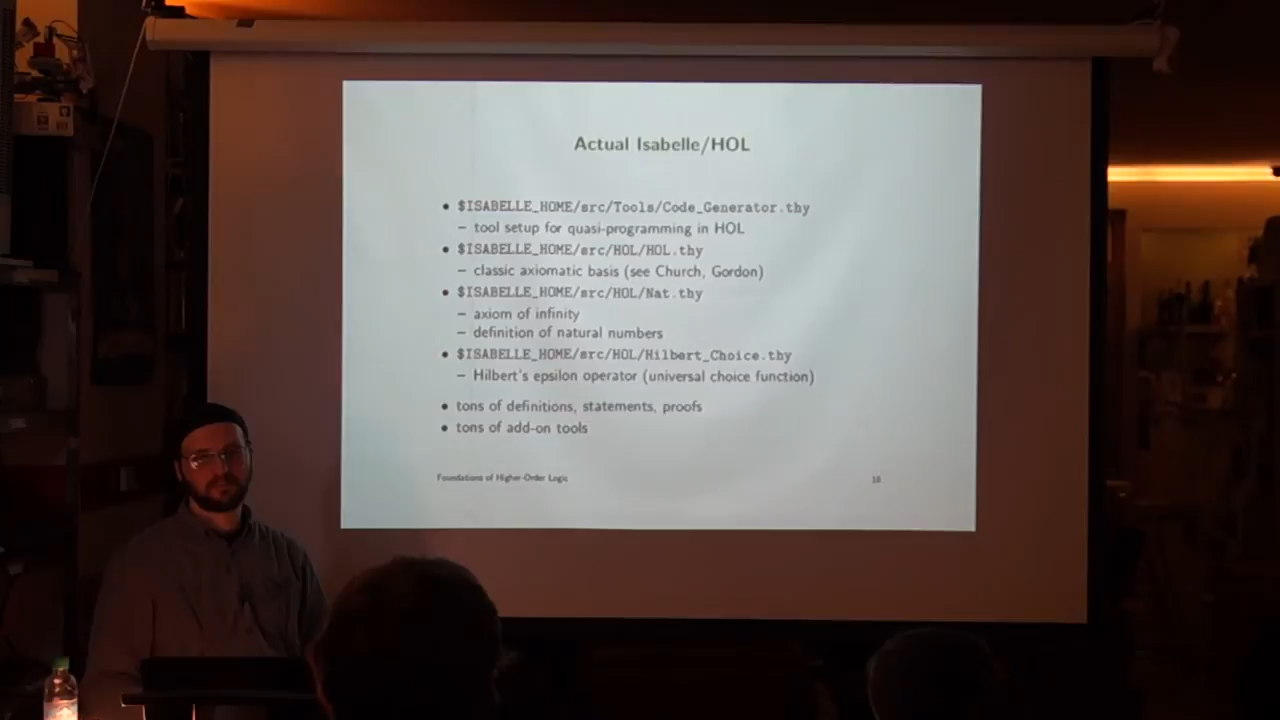 Actual Isabelle/HOL
• $ISABELLE_HOME/src/Tools/Code_Generator.thy
– tool setup for quasi-programming in HOL
• $ISABELLE_HOME/src/HOL/HOL.thy
– classic axiomatic basis (see Church, Gordon)
• $ISABELLE_HOME/src/HOL/Nat.thy
– axiom of infinity
– definition of natural numbers
• $ISABELLE_HOME/src/HOL/Hilbert_Choice.thy
– Hilbert's epsilon operator (universal choice function)
• tons of definitions, statements, proofs
• tons of add-on tools
Foundations of Higher-Order Logic